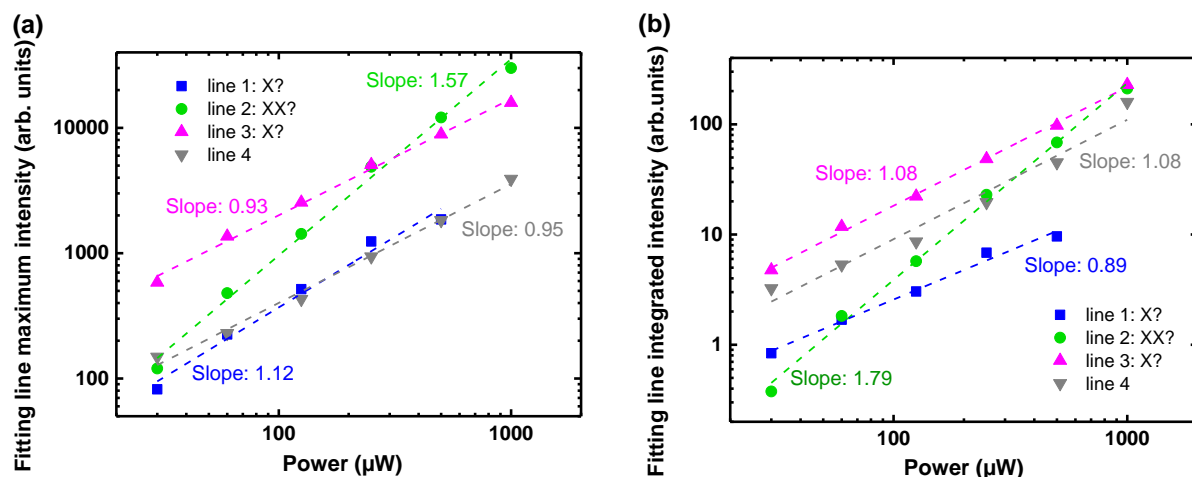 (a)
Fitting line maximum intensity (arb. units)
10000
1000
100
line 1: X?
line 2: XX?
line 3: X?
line 4
Slope: 1.57
Slope: 0.93
Slope: 0.95
Slope: 1.12
100
1000
Power (µW)
(b)
Fitting line integrated intensity (arb.units)
100
10
1
Slope: 1.08
Slope: 1.08
Slope: 0.89
Slope: 1.79
line 1: X?
line 2: XX?
line 3: X?
line 4
100
1000
Power (µW)